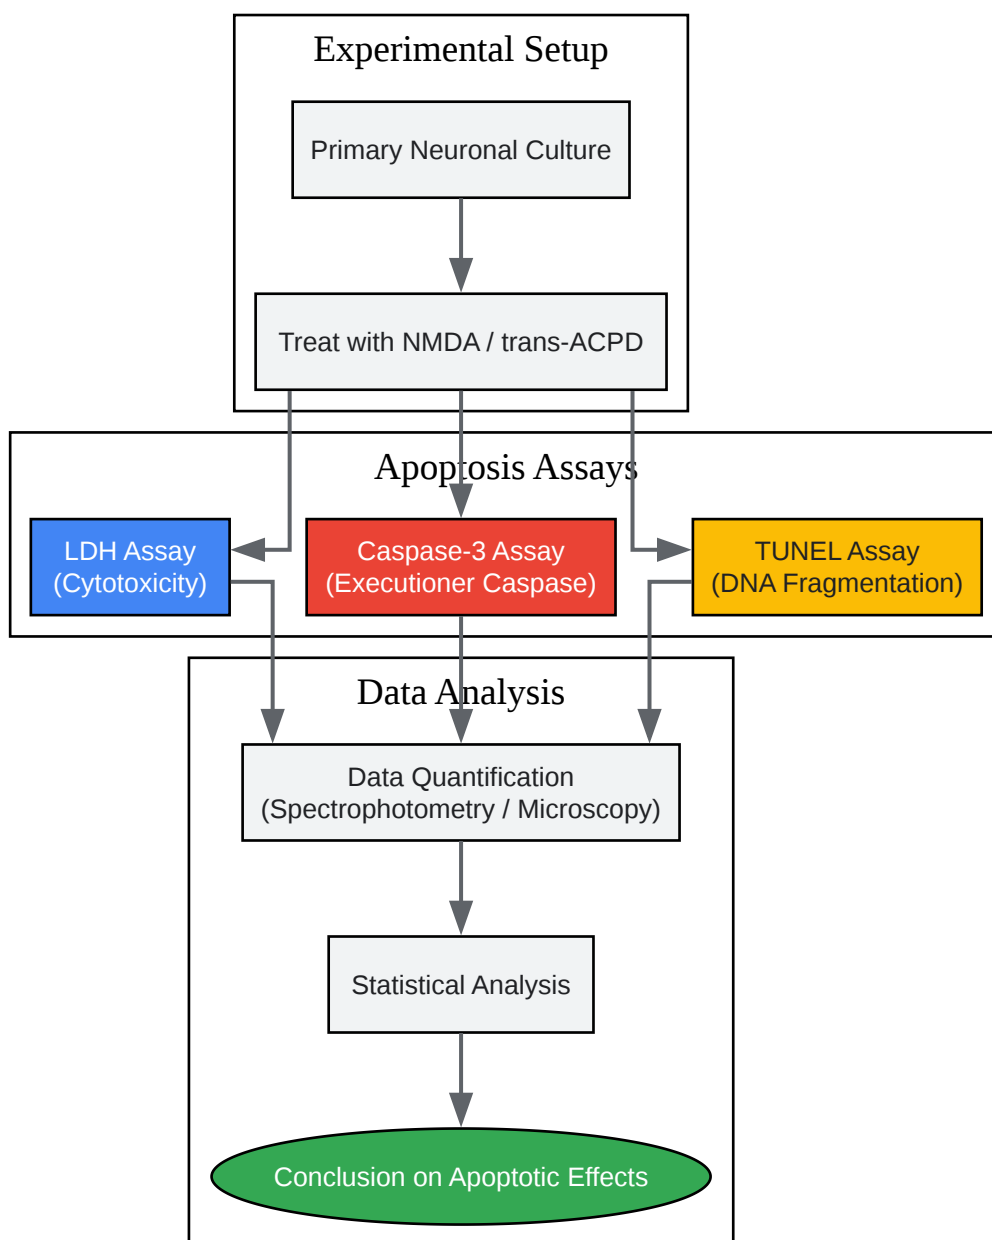 Experimental Setup
Primary Neuronal Culture
Treat with NMDA / trans-ACPD
Apoptosis Assays
LDH Assay
(Cytotoxicity)
Caspase-3 Assay
(Executioner Caspase)
TUNEL Assay
(DNA Fragmentation)
Data Analysis
Data Quantification
(Spectrophotometry / Microscopy)
Statistical Analysis
Conclusion on Apoptotic Effects